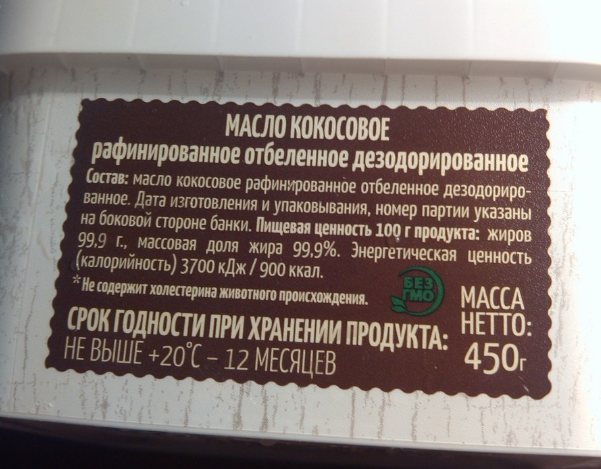 МАСЛО КОКОСОВОЕ
рафинированное отбеленное дезодорированное
Состав: масло кокосовое рафинированное отбеленное дезодориро-
ванное. Дата изготовления и упаковывания, номер партии указаны
на боковой стороне банки. Пищевая ценность 100 г продукта: жиров
99,9 г., массовая доля жира 99,9%. Энергетическая ценность
(калорийность) 3700 кДж / 900 ккал.
*Не содержит холестерина животного происхождения.
БЕЗ
ГМО
СРОК ГОДНОСТИ ПРИ ХРАНЕНИИ ПРОДУКТА:
НЕ ВЫШЕ +20°С – 12 МЕСЯЦЕВ
МАССА
НЕТТО:
450г